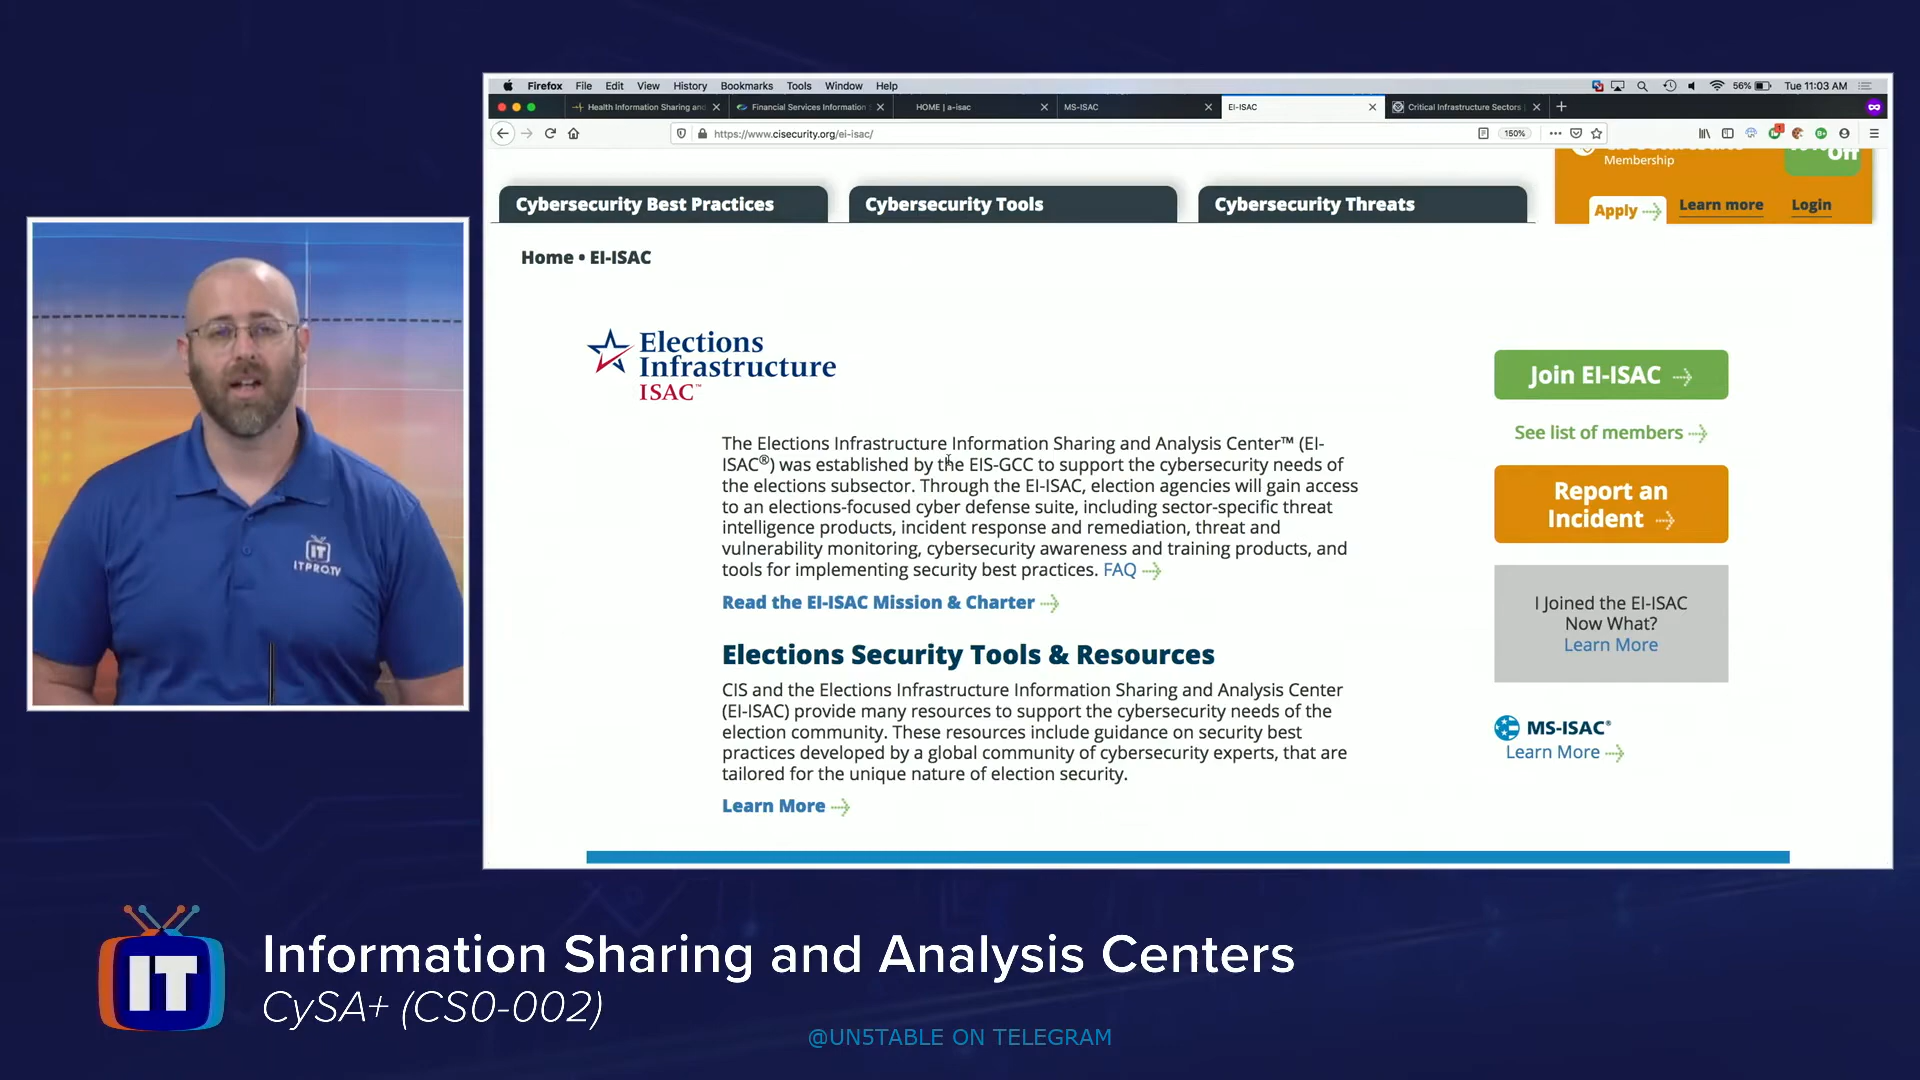 Firefox File Edit View History Bookmarks Tools Window Help
56% Tue 11:03 AM
Health Information Sharing and
Financial Services Information
HOME | a-isac
MS-ISAC
EI-ISAC
Critical Infrastructure Sectors
https://www.cisecurity.org/ei-isac/
150%
off
Membership
Cybersecurity Best Practices
Cybersecurity Tools
Cybersecurity Threats
Apply
Learn more
Login
Home • EI-ISAC
Elections
Infrastructure
ISAC™
The Elections Infrastructure Information Sharing and Analysis Center™ (EI-
ISAC®) was established by the EIS-GCC to support the cybersecurity needs of
the elections subsector. Through the EI-ISAC, election agencies will gain access
to an elections-focused cyber defense suite, including sector-specific threat
intelligence products, incident response and remediation, threat and
vulnerability monitoring, cybersecurity awareness and training products, and
tools for implementing security best practices. FAQ
Read the EI-ISAC Mission & Charter
Elections Security Tools & Resources
CIS and the Elections Infrastructure Information Sharing and Analysis Center
(EI-ISAC) provide many resources to support the cybersecurity needs of the
election community. These resources include guidance on security best
practices developed by a global community of cybersecurity experts, that are
tailored for the unique nature of election security.
Learn More
Join EI-ISAC
See list of members
Report an
Incident
I Joined the EI-ISAC
Now What?
Learn More
MS-ISAC®
Learn More
IT
ITPRO.TV
IT
Information Sharing and Analysis Centers
CySA+ (CS0-002)
@UN5TABLE ON TELEGRAM